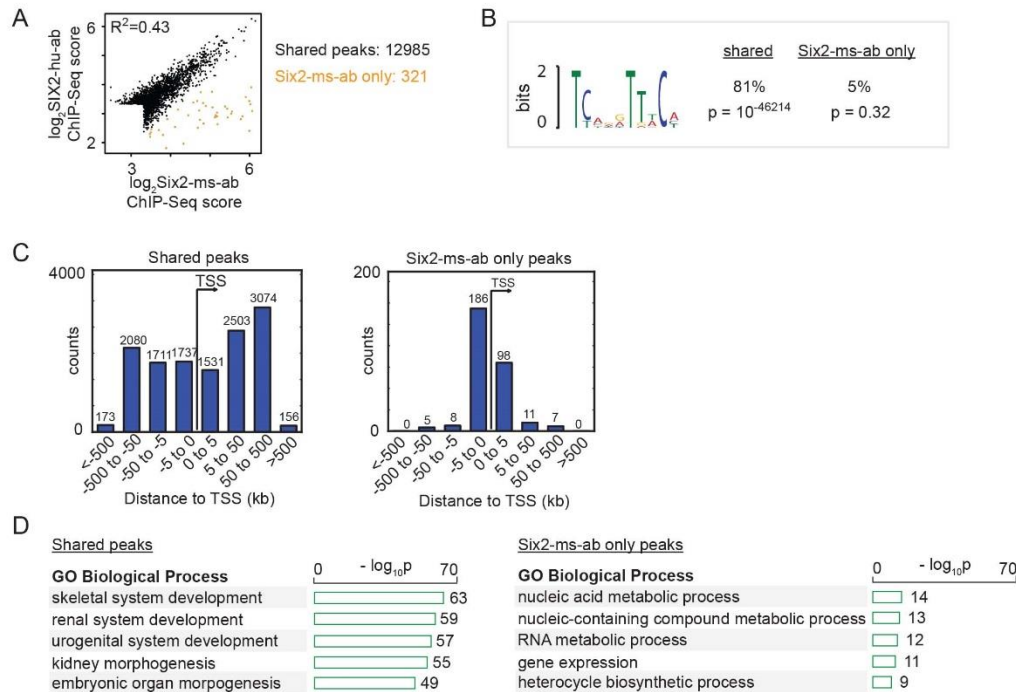 A
R²=0.43
6
2
3
6
log₂SIX2-hu-ab
ChIP-Seq score
log₂Six2-ms-ab
ChIP-Seq score
Shared peaks: 12985
Six2-ms-ab only: 321
B
2
0
bits
shared
Six2-ms-ab only
81%
5%
p = 10⁻⁴⁶²¹⁴
p = 0.32
C
Shared peaks
4000
0
counts
TSS
173
2080
1711
1737
1531
2503
3074
156
<-500
-500 to -50
-50 to -5
-5 to 0
0 to 5
5 to 50
50 to 500
>500
Distance to TSS (kb)
Six2-ms-ab only peaks
200
0
counts
TSS
0
5
8
186
98
11
7
0
<-500
-500 to -50
-50 to -5
-5 to 0
0 to 5
5 to 50
50 to 500
>500
Distance to TSS (kb)
D
Shared peaks
GO Biological Process
0 - log₁₀p 70
skeletal system development 63
renal system development 59
urogenital system development 57
kidney morphogenesis 55
embryonic organ morpogenesis 49
Six2-ms-ab only peaks
GO Biological Process
0 - log₁₀p 70
nucleic acid metabolic process 14
nucleic-containing compound metabolic process 13
RNA metabolic process 12
gene expression 11
heterocycle biosynthetic process 9